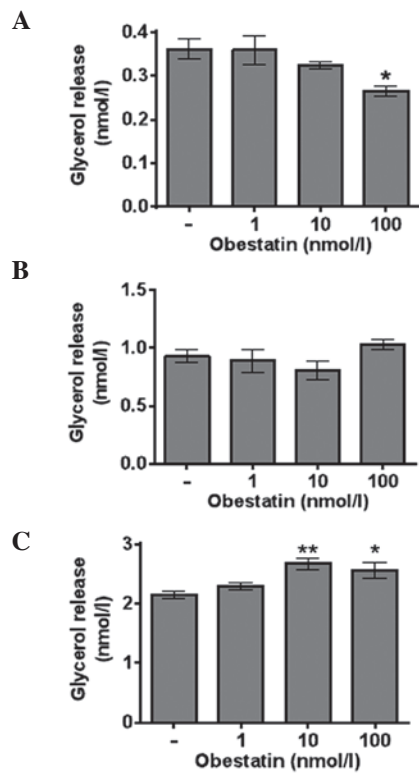 A
Glycerol release
(nmol/l)
0.4
0.3
0.2
0.1
0.0
*
- 1 10 100
Obestatin (nmol/l)
B
Glycerol release
(nmol/l)
1.5
1.0
0.5
0.0
- 1 10 100
Obestatin (nmol/l)
C
Glycerol release
(nmol/l)
3
2
1
0
** *
- 1 10 100
Obestatin (nmol/l)